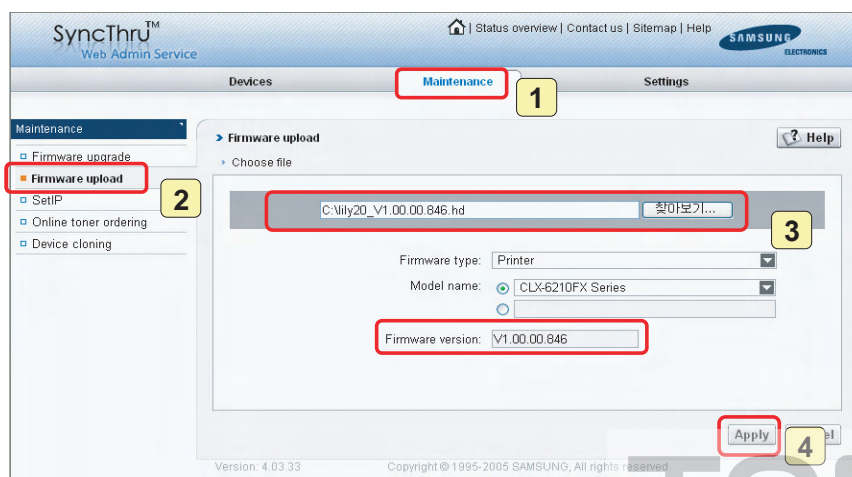 SyncThru™
Web Admin Service
| Status overview | Contact us | Sitemap | Help
SAMSUNG
ELECTRONICS
Devices
Maintenance
1
Settings
Maintenance
Firmware upgrade
Firmware upload
2
SetIP
Online toner ordering
Device cloning
Firmware upload
Help
Choose file
C:\lily20_V1.00.00.846.hd
찾아보기...
3
Firmware type: Printer
Model name: CLX-6210FX Series
Firmware version: V1.00.00.846
Apply
4
Version: 4.03.33
Copyright © 1995-2005 SAMSUNG, All rights reserved